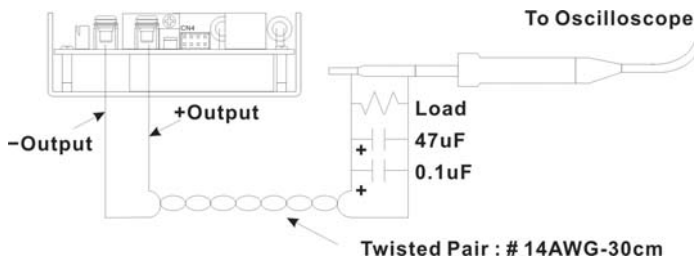 To Oscilloscope
CN4
+Output
−Output
Load
47uF
+
0.1uF
+
Twisted Pair : # 14AWG-30cm